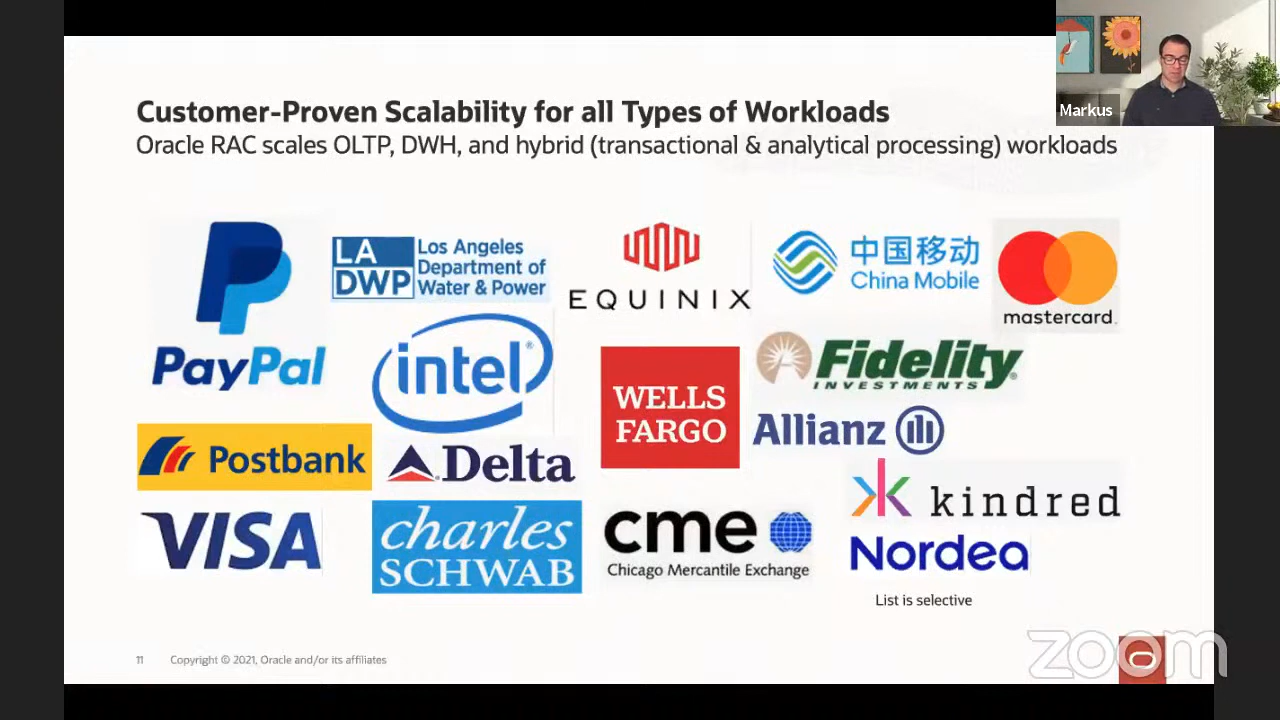 Markus
Customer-Proven Scalability for all Types of Workloads
Oracle RAC scales OLTP, DWH, and hybrid (transactional & analytical processing) workloads
PayPal
LA
DWP
Los Angeles
Department of
Water & Power
EQUINIX
中国移动
China Mobile
mastercard.
intel®
WELLS
FARGO
Fidelity®
INVESTMENTS
Allianz
Postbank
Delta
kindred
VISA
charles
SCHWAB
cme
Chicago Mercantile Exchange
Nordea
List is selective
11 Copyright © 2021, Oracle and/or its affiliates
zoom